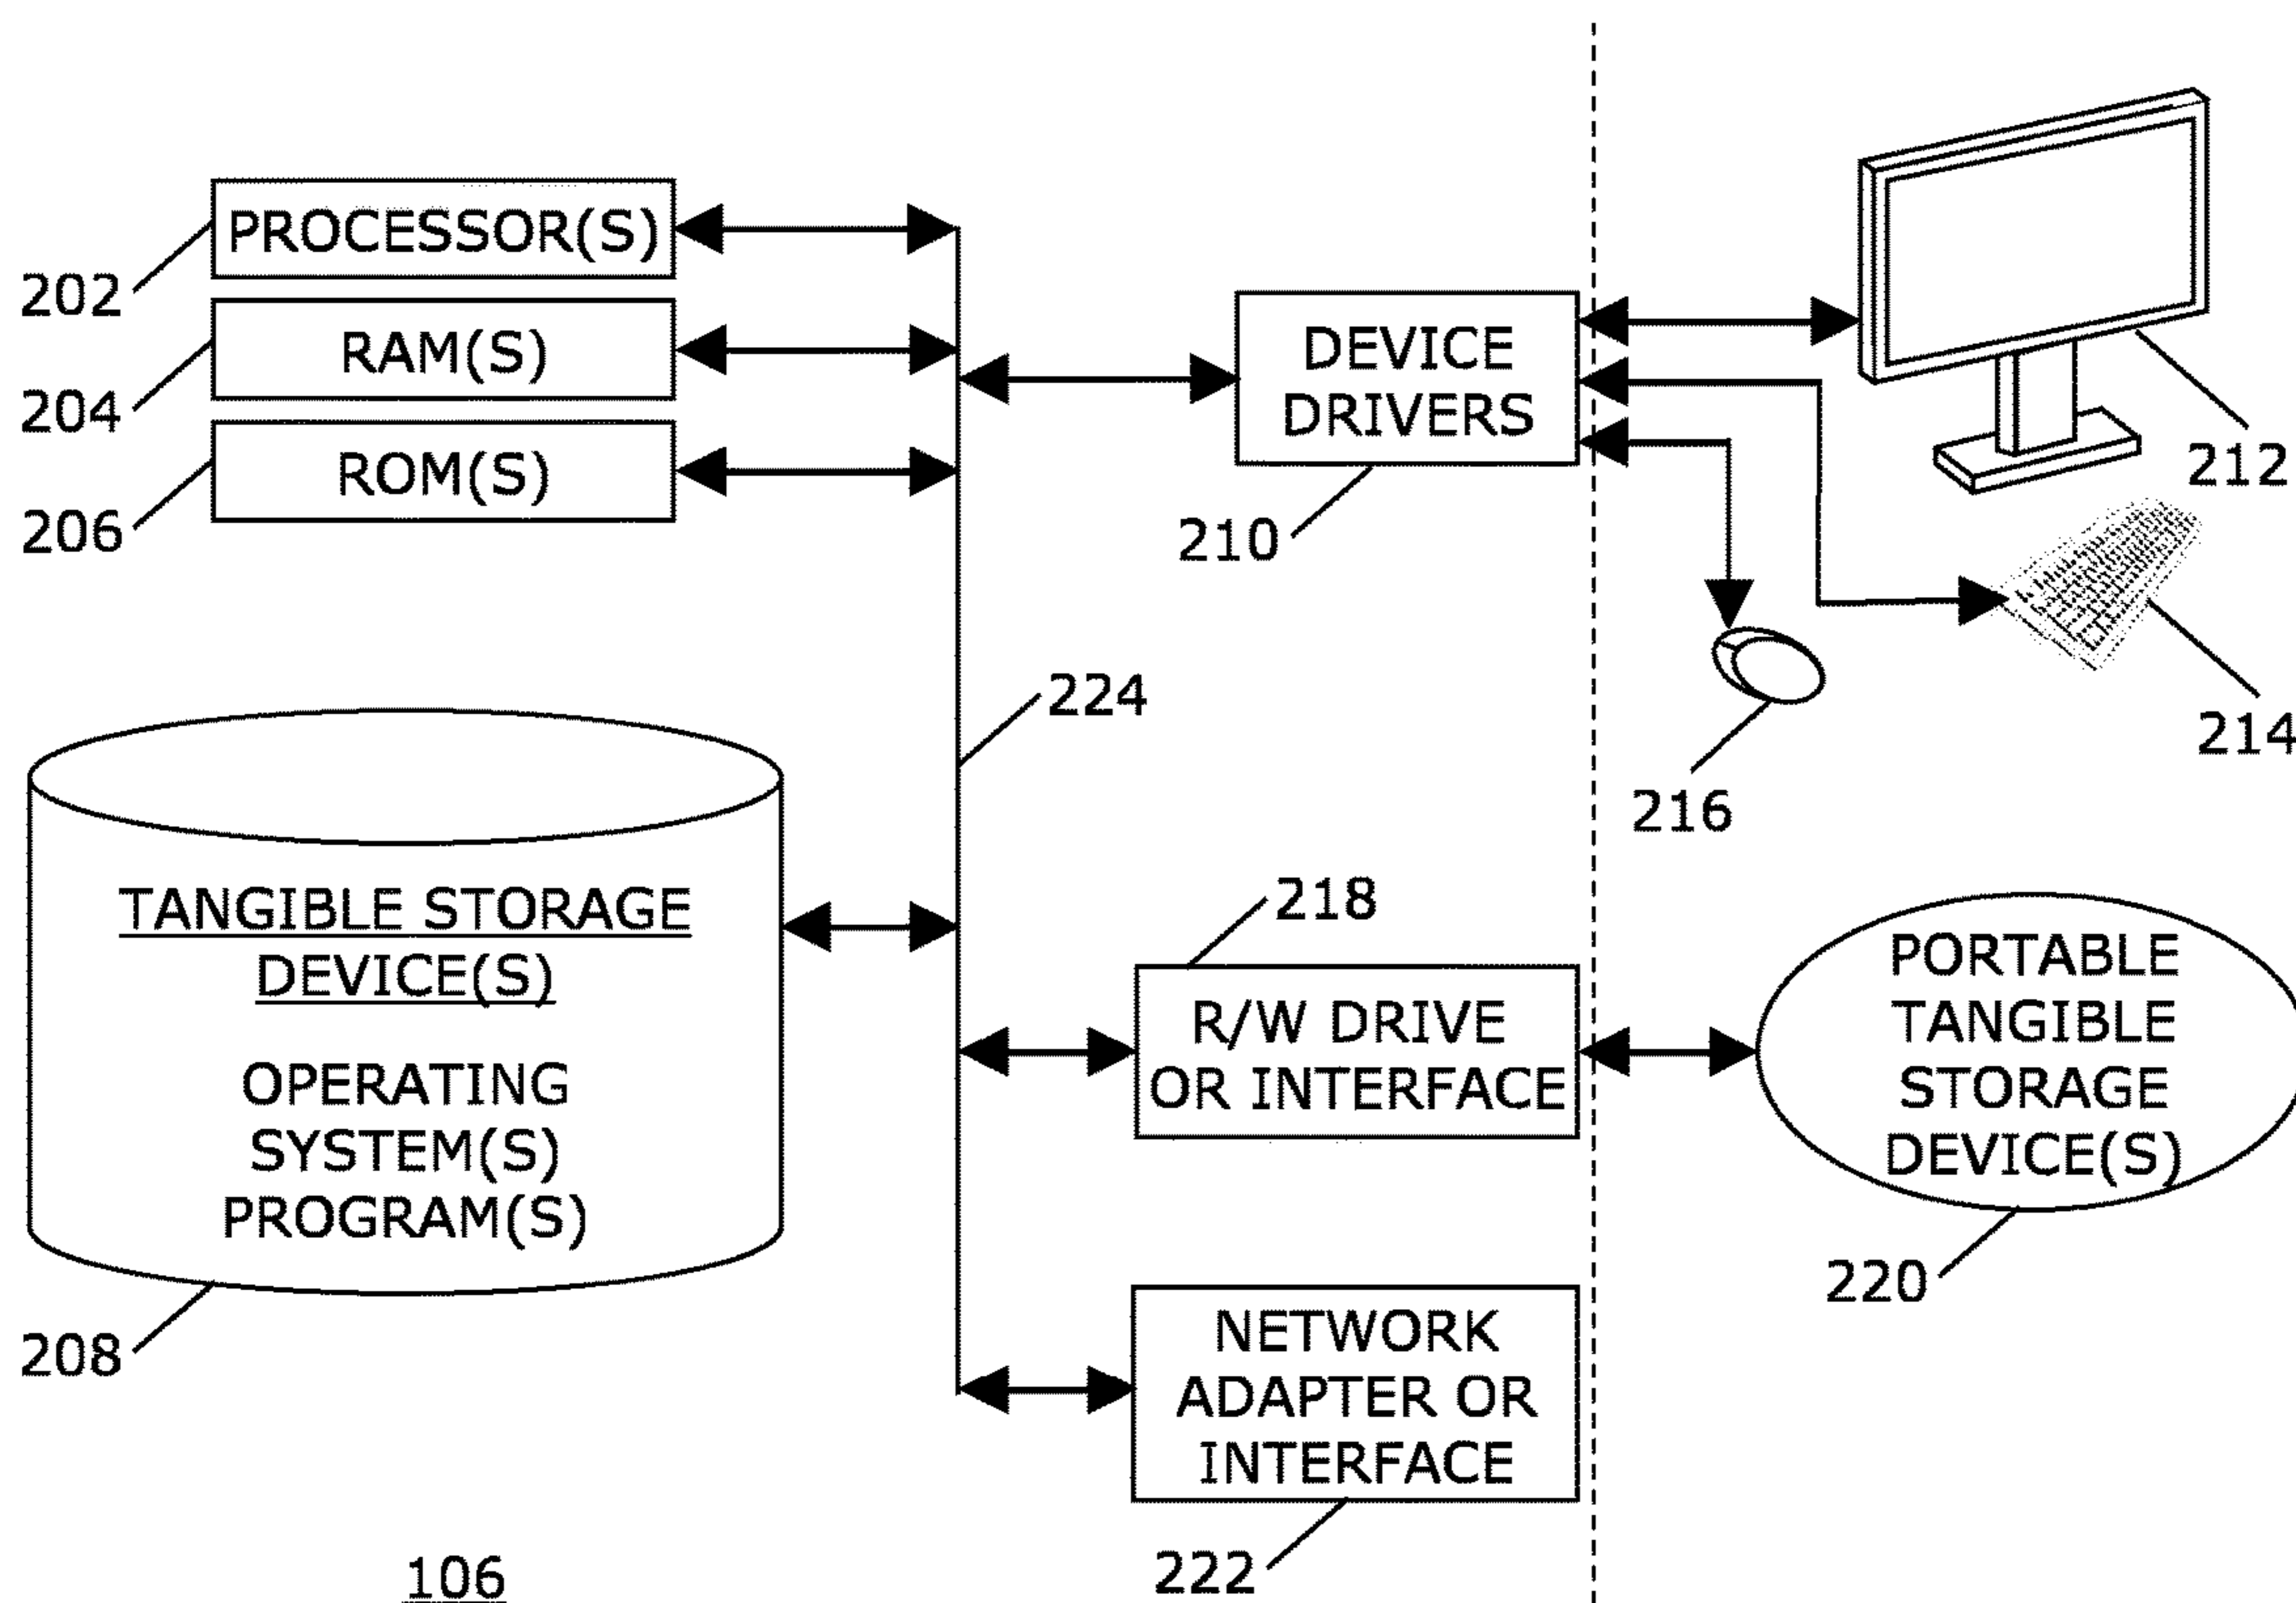 PROCESSOR(S)
202
RAM(S)
204
ROM(S)
206
DEVICE
DRIVERS
210
212
214
216
224
TANGIBLE STORAGE
DEVICE(S)
OPERATING
SYSTEM(S)
PROGRAM(S)
208
218
R/W DRIVE
OR INTERFACE
PORTABLE
TANGIBLE
STORAGE
DEVICE(S)
220
NETWORK
ADAPTER OR
INTERFACE
222
106